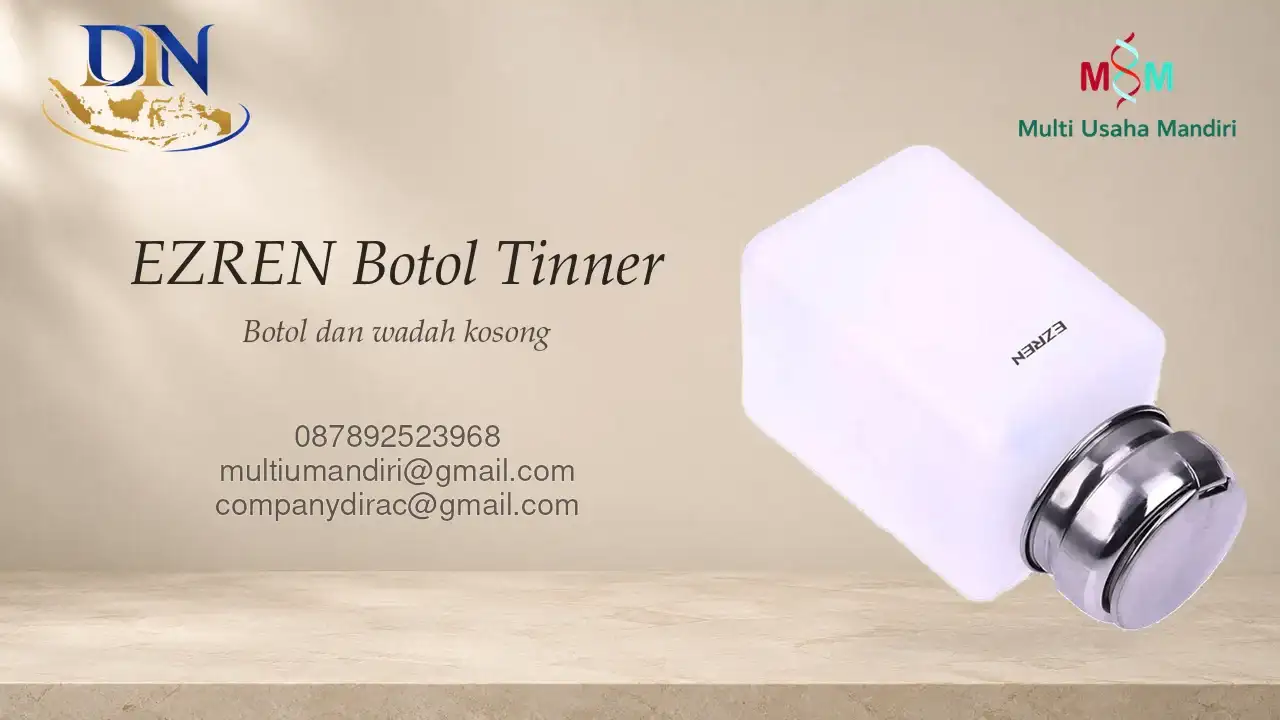 DIN
MSM
Multi Usaha Mandiri
EZREN Botol Tinner
Botol dan wadah kosong
EZREN
087892523968
multiumandiri@gmail.com
companydirac@gmail.com